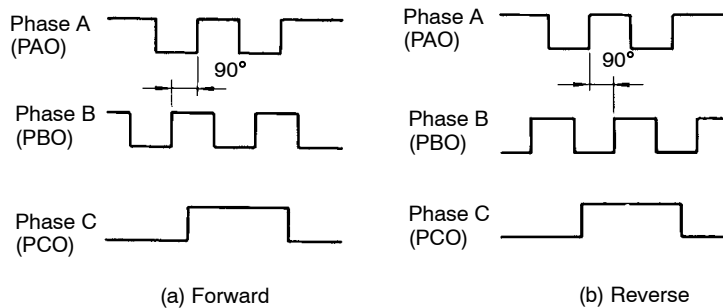 Phase A
(PAO)
90°
Phase B
(PBO)
Phase C
(PCO)
(a) Forward
Phase A
(PAO)
90°
Phase B
(PBO)
Phase C
(PCO)
(b) Reverse